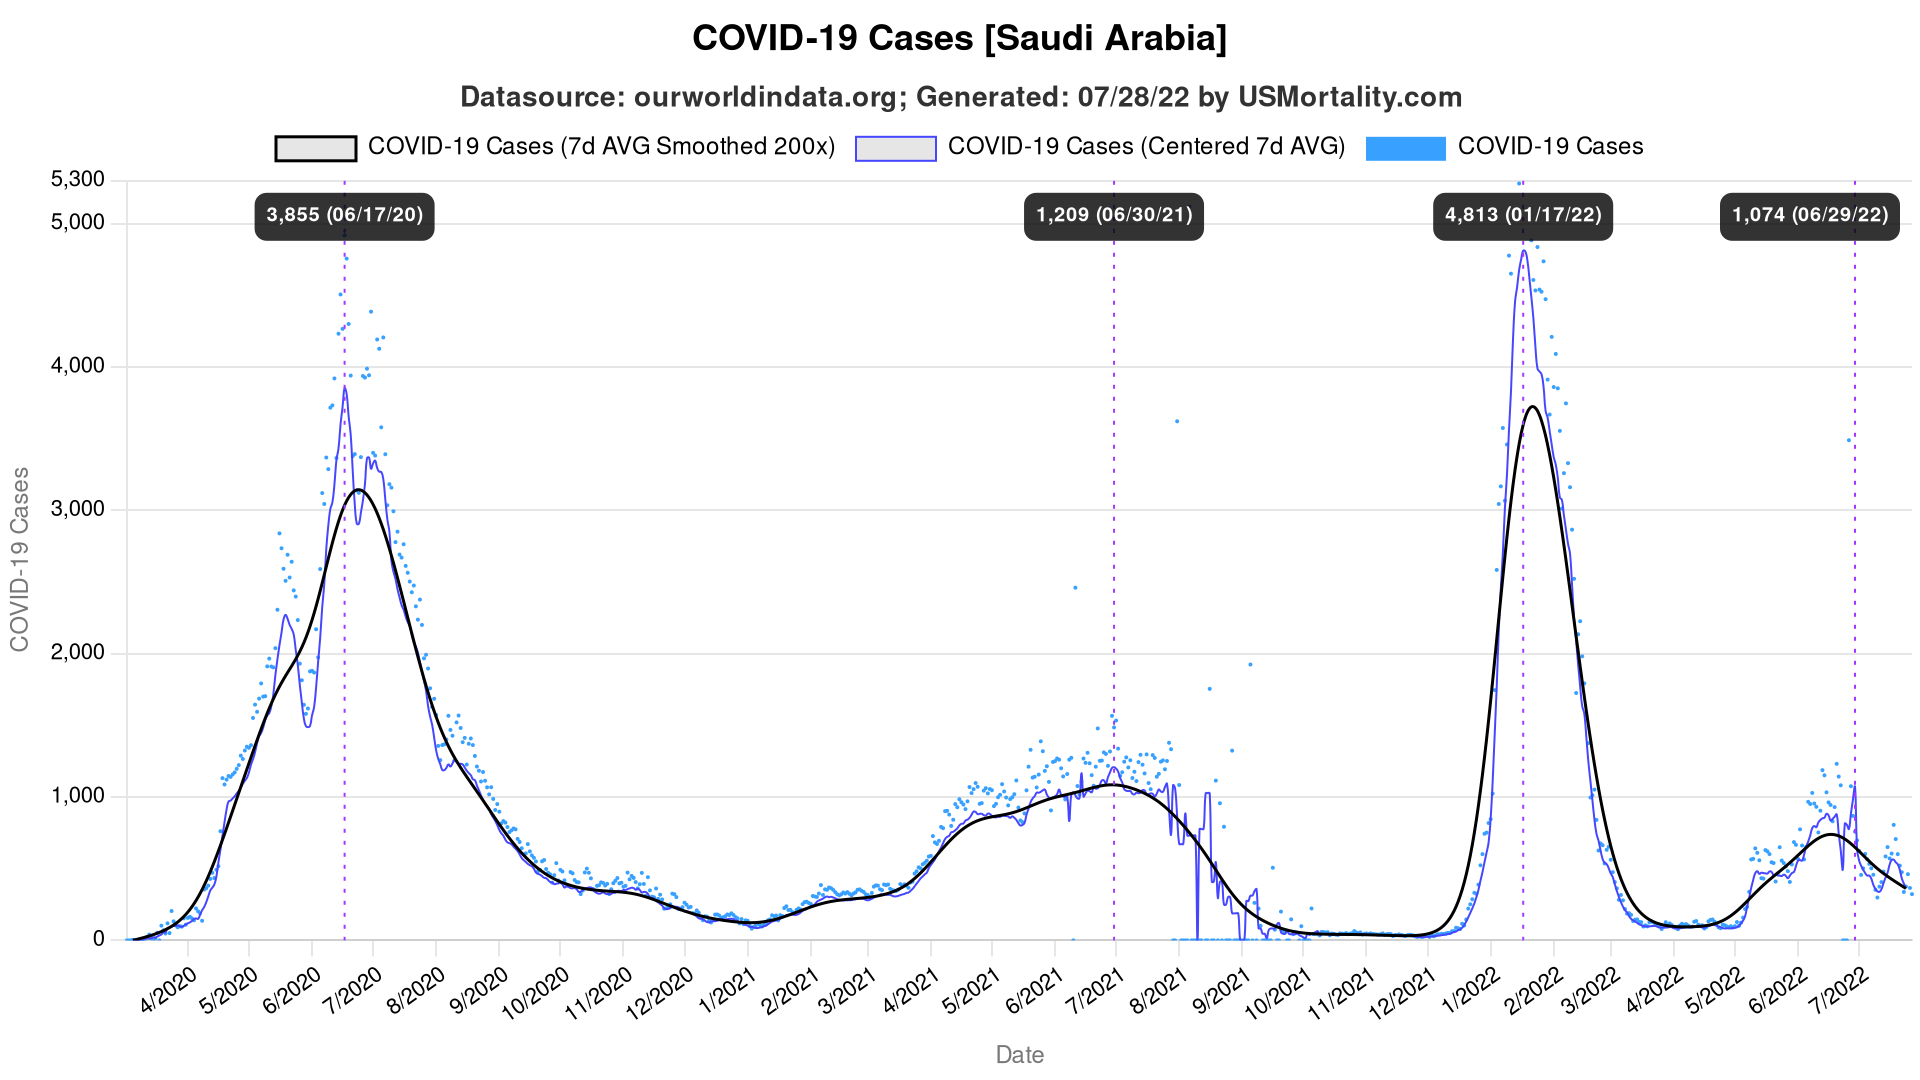 COVID-19 Cases [Saudi Arabia]
Datasource: ourworldindata.org; Generated: 07/28/22 by USMortality.com
COVID-19 Cases (7d AVG Smoothed 200x) COVID-19 Cases (Centered 7d AVG) COVID-19 Cases
5,300
3,855 (06/17/20) 1,209 (06/30/21) 4,813 (01/17/22) 1,074 (06/29/22)
5,000
4,000
3,000
2,000
1,000
0
COVID-19 Cases
4/2020 5/2020 6/2020 7/2020 8/2020 9/2020 10/2020 11/2020 12/2020 1/2021 2/2021 3/2021 4/2021 5/2021 6/2021 7/2021 8/2021 9/2021 10/2021 11/2021 12/2021 1/2022 2/2022 3/2022 4/2022 5/2022 6/2022 7/2022
Date